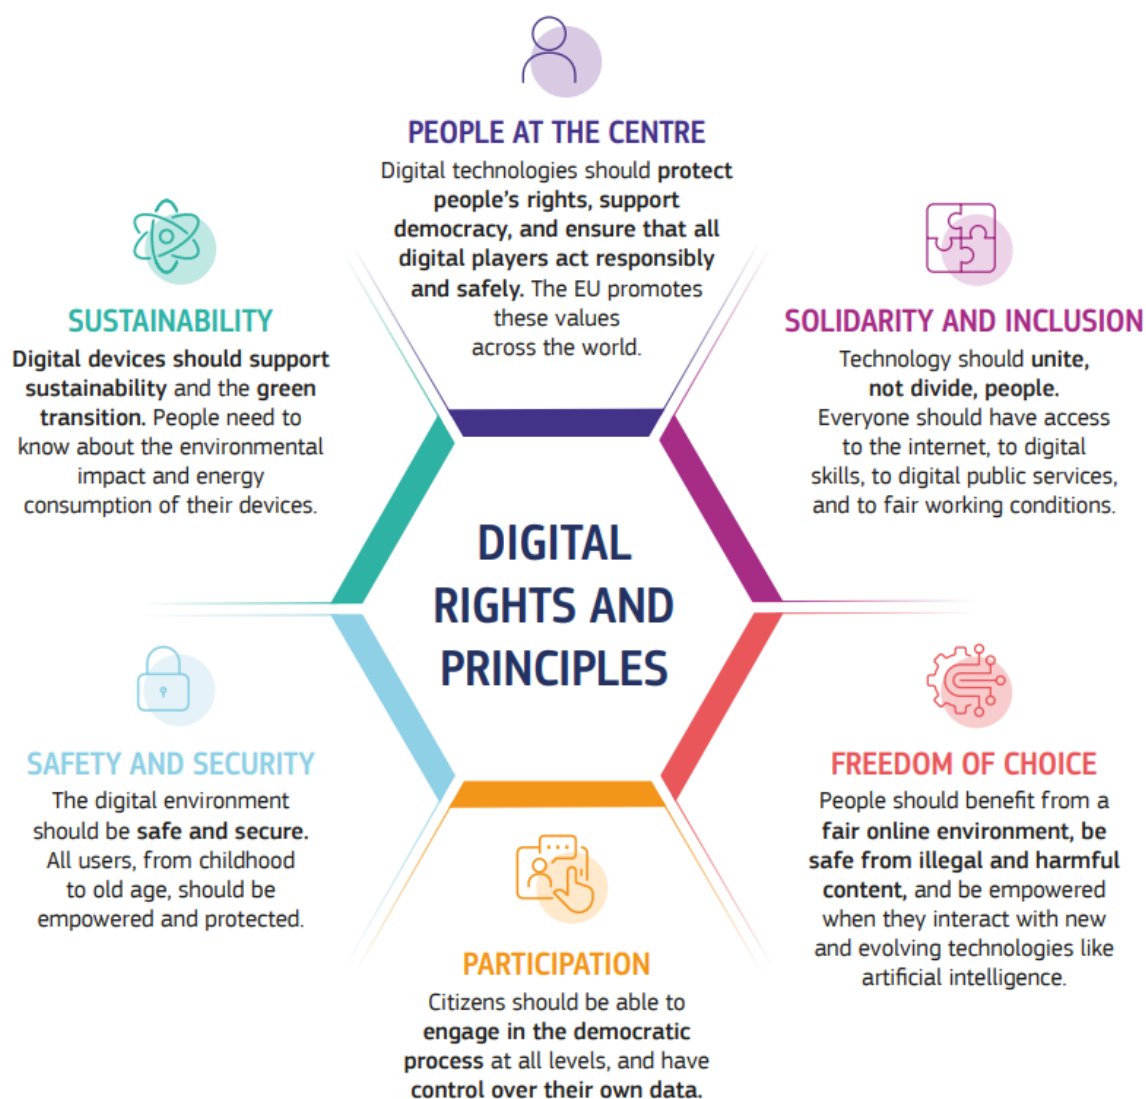 PEOPLE AT THE CENTRE
Digital technologies should protect
people's rights, support
democracy, and ensure that all
digital players act responsibly
and safely. The EU promotes
these values
across the world.
SUSTAINABILITY
Digital devices should support
sustainability and the green
transition. People need to
know about the environmental
impact and energy
consumption of their devices.
SOLIDARITY AND INCLUSION
Technology should unite,
not divide, people.
Everyone should have access
to the internet, to digital
skills, to digital public services,
and to fair working conditions.
DIGITAL
RIGHTS AND
PRINCIPLES
SAFETY AND SECURITY
The digital environment
should be safe and secure.
All users, from childhood
to old age, should be
empowered and protected.
FREEDOM OF CHOICE
People should benefit from a
fair online environment, be
safe from illegal and harmful
content, and be empowered
when they interact with new
and evolving technologies like
artificial intelligence.
PARTICIPATION
Citizens should be able to
engage in the democratic
process at all levels, and have
control over their own data.